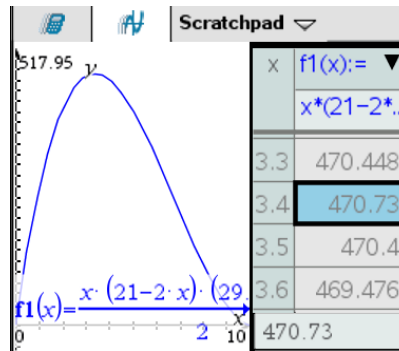 Scratchpad
517.95
y
f1(x)= x·(21-2·x)·(29.
2
x
0
10
x f1(x):= ▼
x*(21-2*..
3.3 470.448
3.4 470.73
3.5 470.4
3.6 469.476
470.73